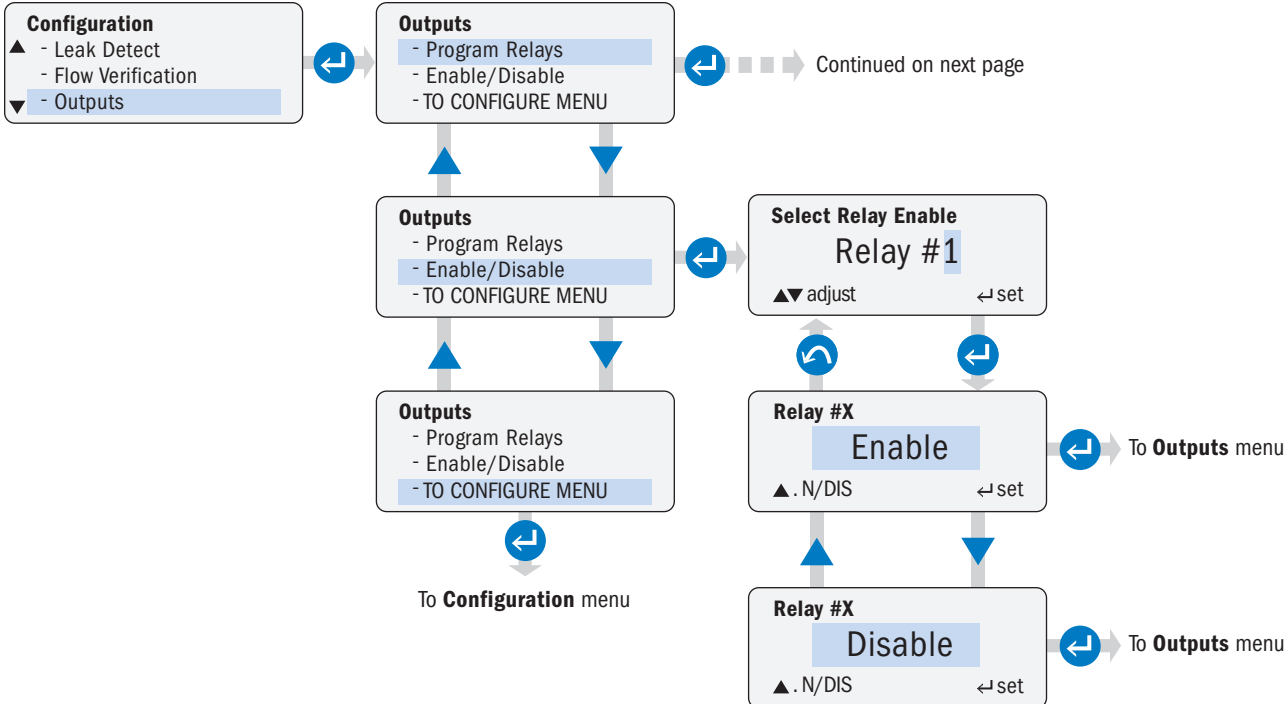 Configuration
- Leak Detect
- Flow Verification
- Outputs
Outputs
- Program Relays
- Enable/Disable
- TO CONFIGURE MENU
Continued on next page
Outputs
- Program Relays
- Enable/Disable
- TO CONFIGURE MENU
Select Relay Enable
Relay #1
▲▼ adjust
↵ set
Outputs
- Program Relays
- Enable/Disable
- TO CONFIGURE MENU
To Configuration menu
Relay #X
Enable
▲ . N/DIS
↵ set
To Outputs menu
Relay #X
Disable
▲ . N/DIS
↵ set
To Outputs menu